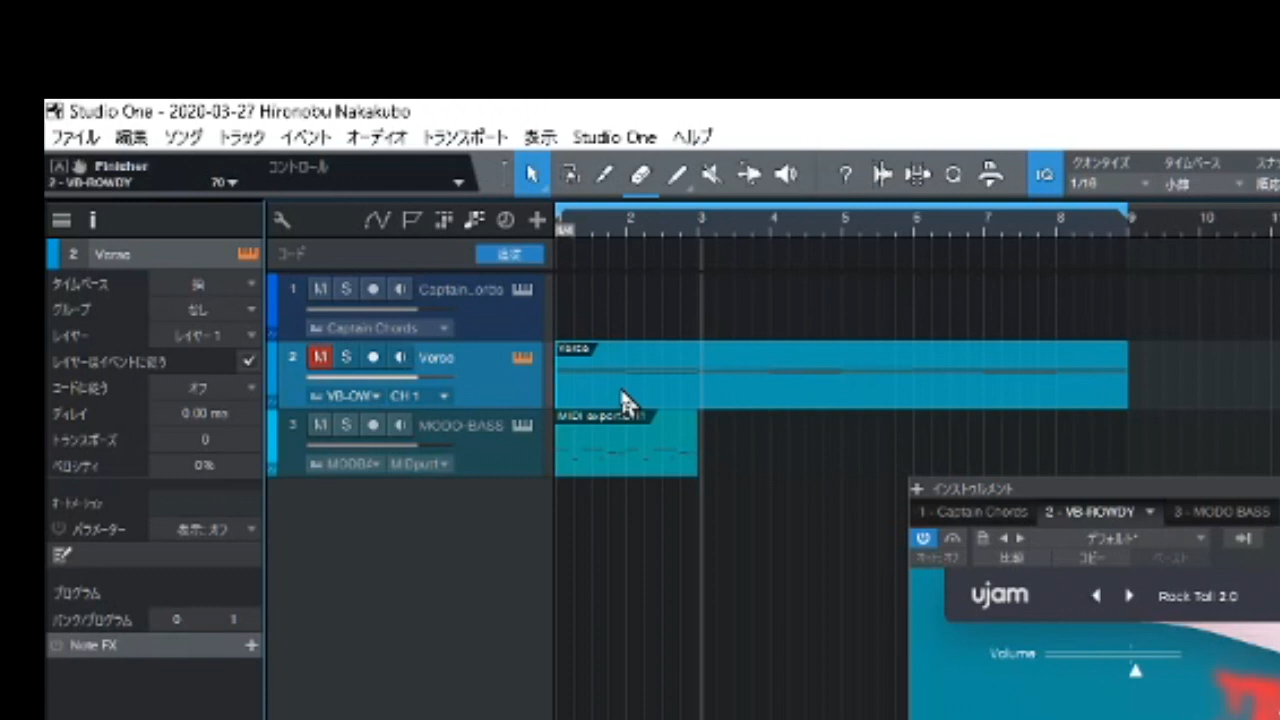 Studio One - 2020-03-27 Hironobu Nakakubo
ファイル 編集 ソング トラック イベント オーディオ トランスポート 表示 Studio One ヘルプ
Finisher コントロール
2 - VB-ROWDY 70
クオンタイズ タイムベース
1/16 小節
IQ
2 3 4 5 6 7 8 9 10
2 Verse
コード 追従
タイムベース 拍
グループ なし
レイヤー レイヤー 1
レイヤーはイベントに従う
コードに従う オフ
ディレイ 0.00 ms
トランスポーズ 0
ベロシティ 0%
オートメーション
パラメーター 表示: オフ
プログラム
バンク/プログラム 0 1
Note FX
1 M S Captain
Captain Chords
2 M S Verse
CH 1
3 M S MODO-BASS
Verse
インストゥルメント
1 - Captain Chords 2 - VB-ROWDY 3 - MODO BASS
デフォルト*
比較 コピー ペースト
ujam
Rock Tall 2.0
Volume